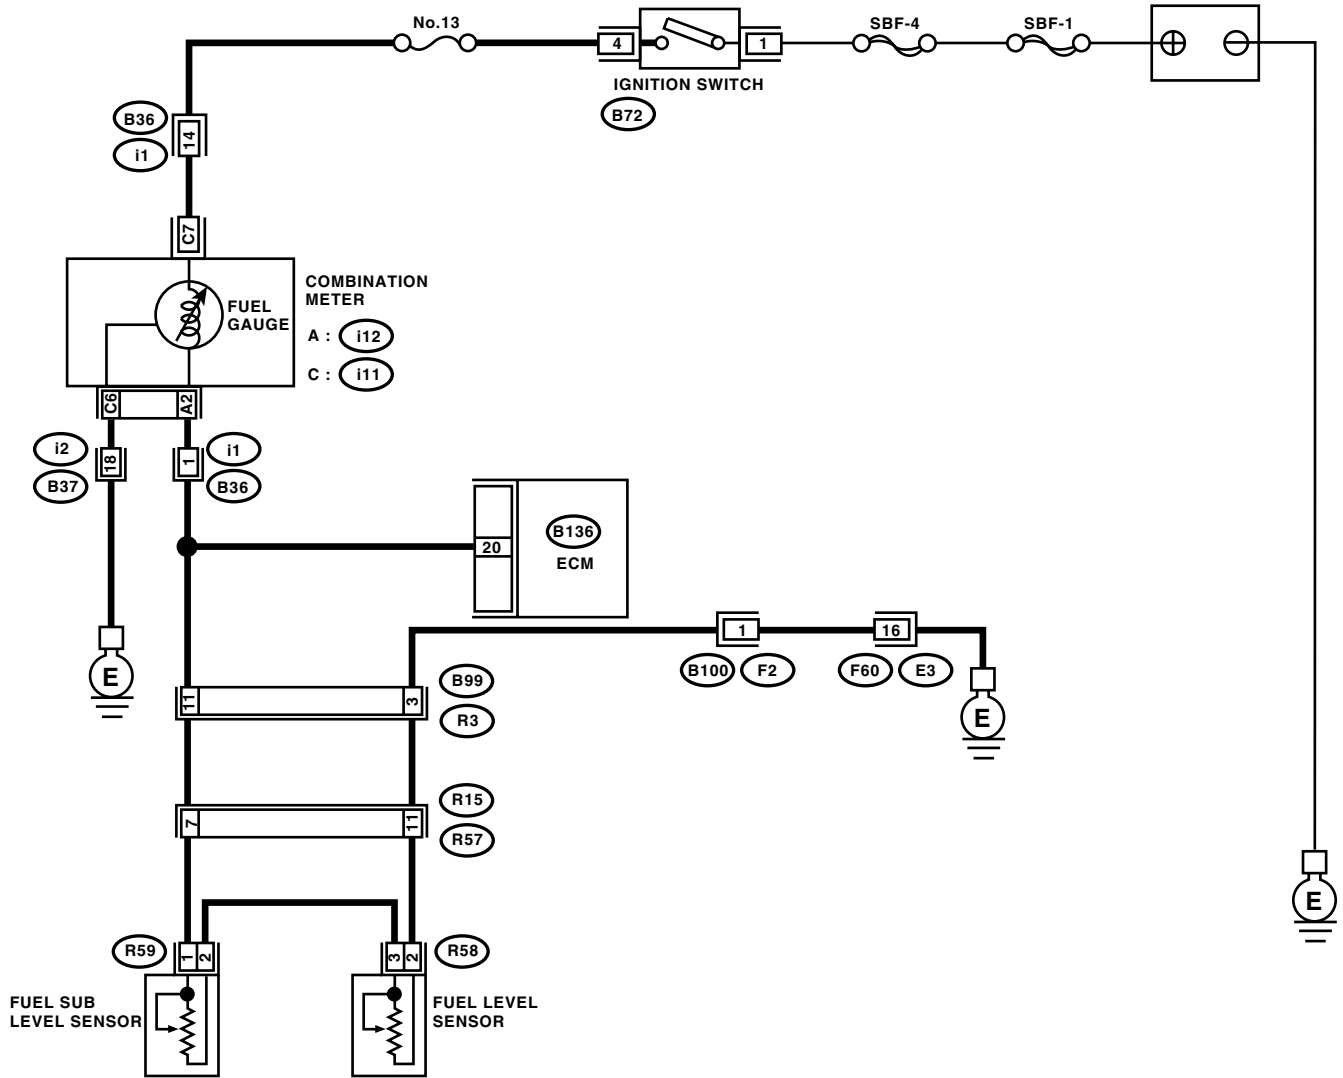 No.13
SBF-4
SBF-1
4
1
IGNITION SWITCH
B72
B36
14
i1
C7
COMBINATION
METER
FUEL
GAUGE
A : i12
C : i11
C6
A2
i2
18
B37
1
i1
B36
20
B136
ECM
E
1
16
B100
F2
F60
E3
E
11
3
B99
R3
7
11
R15
R57
R59
1
2
3
2
R58
FUEL SUB
LEVEL SENSOR
FUEL LEVEL
SENSOR
E